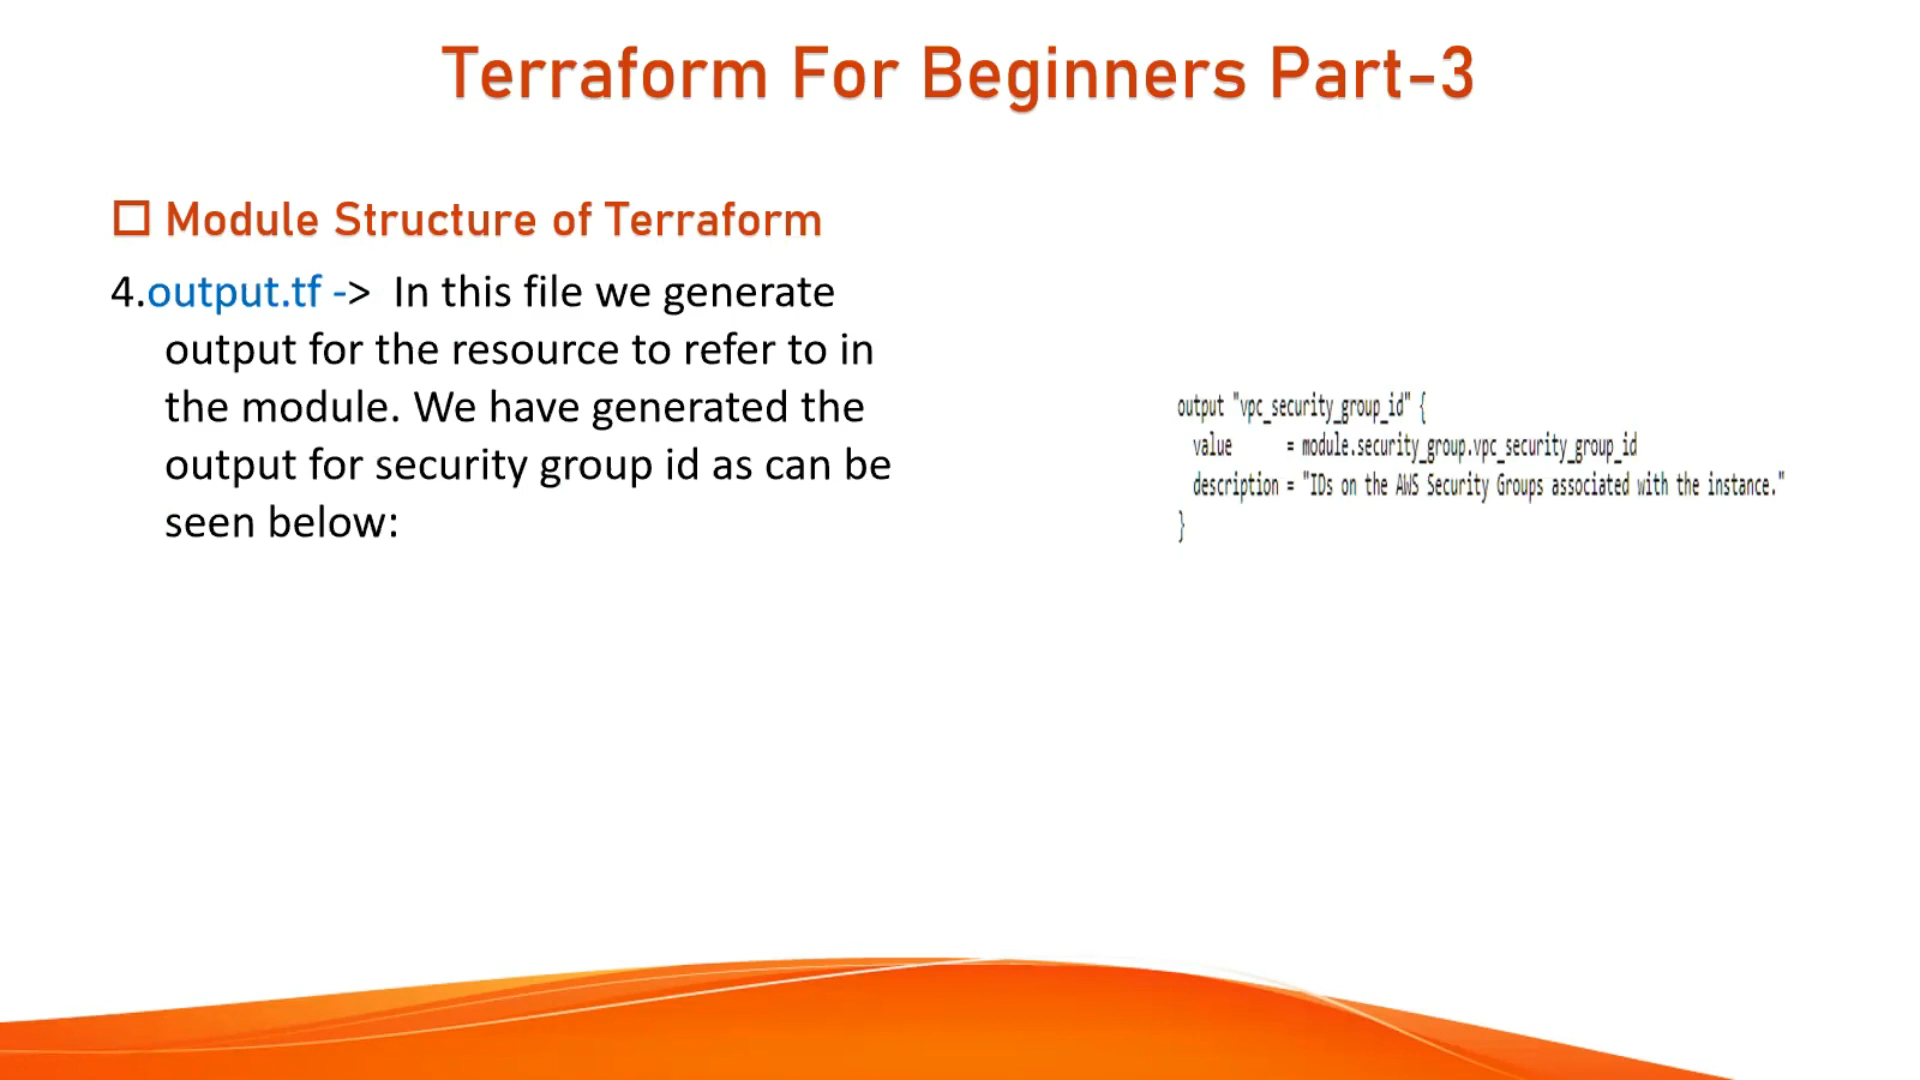 Terraform For Beginners Part-3
Module Structure of Terraform
4.output.tf -> In this file we generate
output for the resource to refer to in
the module. We have generated the
output for security group id as can be
seen below:
output "vpc_security_group_id" {
  value       = module.security_group.vpc_security_group_id
  description = "IDs on the AWS Security Groups associated with the instance."
}